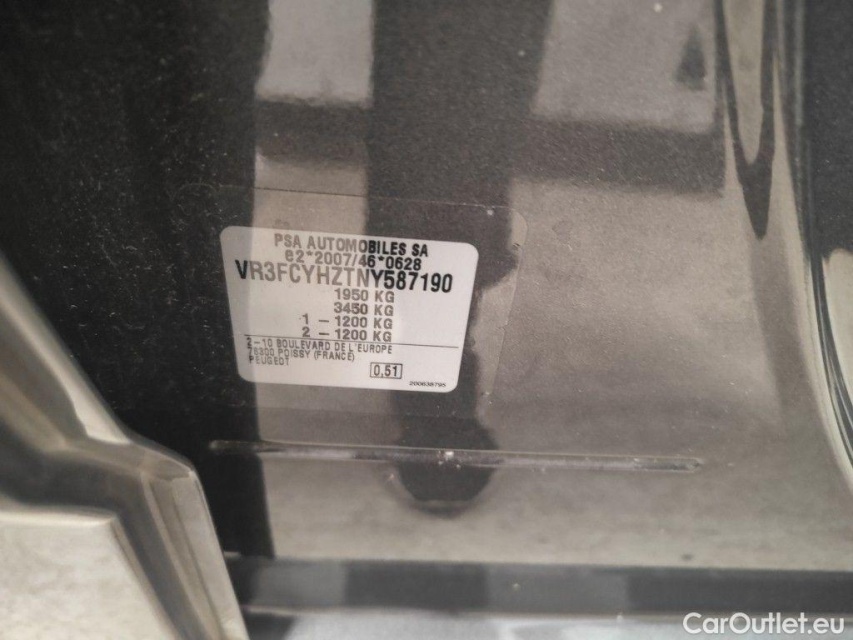 PSA AUTOMOBILES SA
e2*2007/46*0628
VR3FCYHZTNY587190
1950 KG
3450 KG
1 - 1200 KG
2 - 1200 KG
2-10 BOULEVARD DE L'EUROPE
78300 POISSY (FRANCE)
PEUGEOT
0,51
200638795
CarOutlet.eu